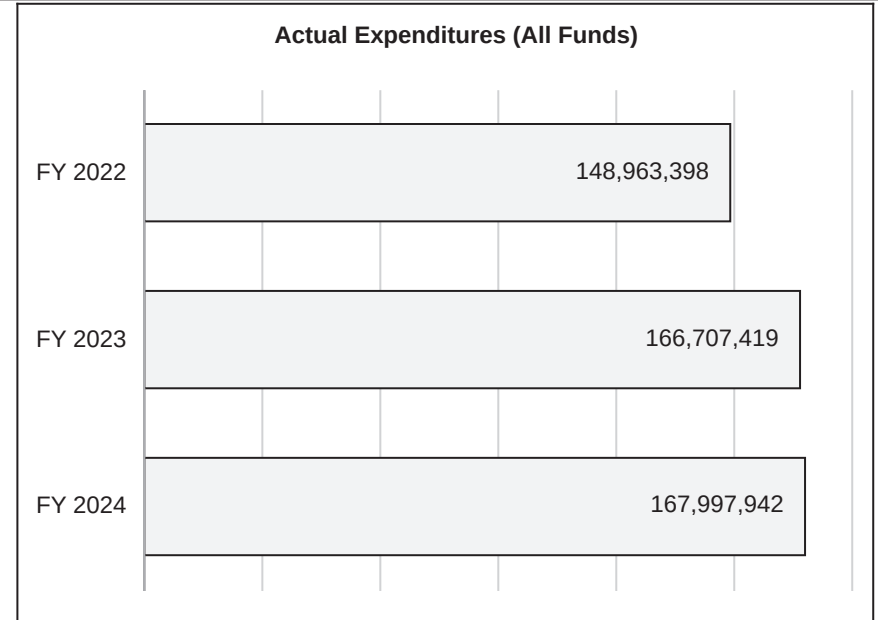 Actual Expenditures (All Funds)
FY 2022 148,963,398
FY 2023 166,707,419
FY 2024 167,997,942